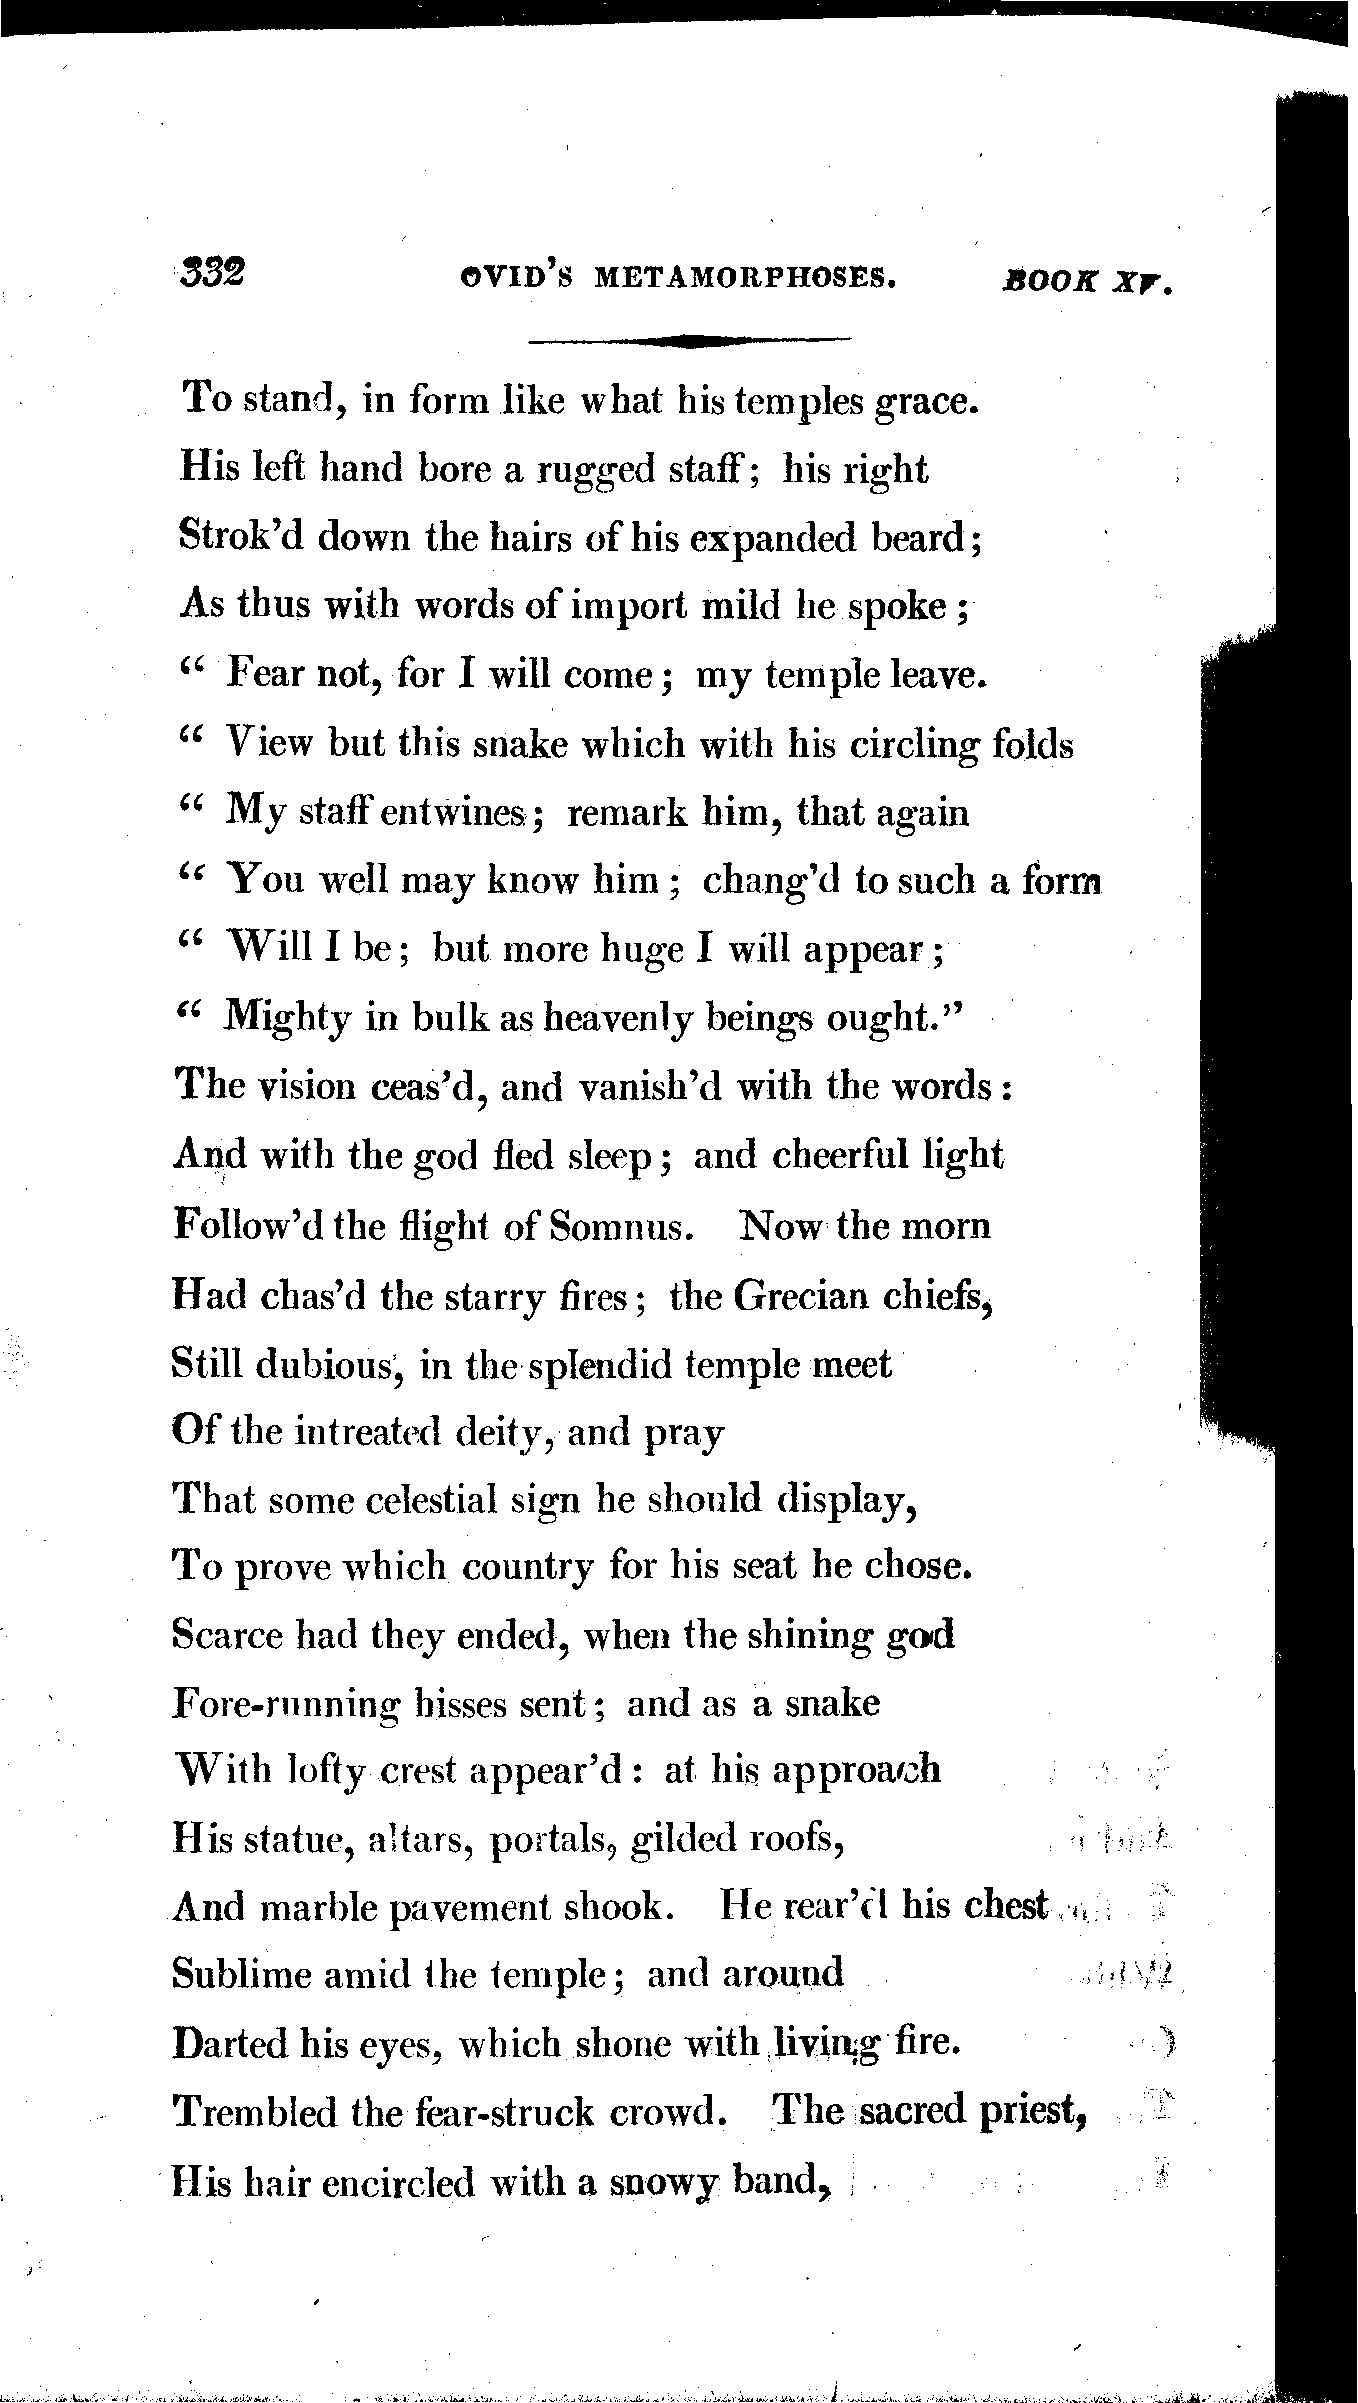 332 OVID'S METAMORPHOSES. BOOK XV.
To stand, in form like what his temples grace.
His left hand bore a rugged staff; his right
Strok'd down the hairs of his expanded beard;
As thus with words of import mild he spoke;
" Fear not, for I will come; my temple leave.
" View but this snake which with his circling folds
" My staff entwines; remark him, that again
" You well may know him; chang'd to such a form
" Will I be; but more huge I will appear;
" Mighty in bulk as heavenly beings ought."
The vision ceas'd, and vanish'd with the words:
And with the god fled sleep; and cheerful light
Follow'd the flight of Somnus. Now the morn
Had chas'd the starry fires; the Grecian chiefs,
Still dubious, in the splendid temple meet
Of the intreated deity, and pray
That some celestial sign he should display,
To prove which country for his seat he chose.
Scarce had they ended, when the shining god
Fore-running hisses sent; and as a snake
With lofty crest appear'd: at his approach
His statue, altars, portals, gilded roofs,
And marble pavement shook. He rear'd his chest
Sublime amid the temple; and around
Darted his eyes, which shone with living fire.
Trembled the fear-struck crowd. The sacred priest,
His hair encircled with a snowy band,